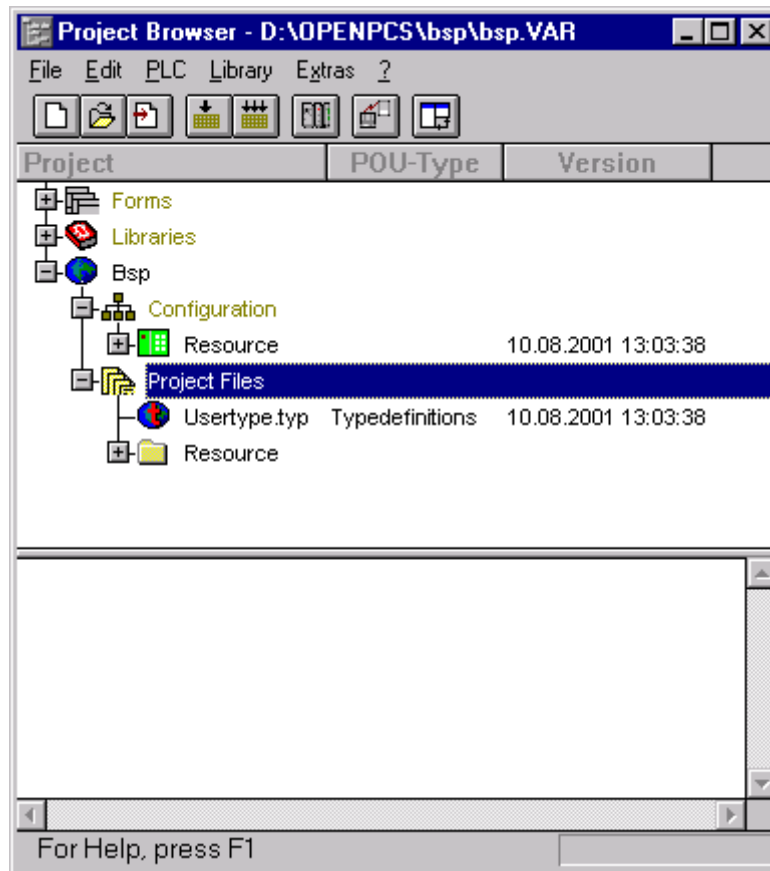 Project Browser - D:\OPENPCS\bsp\bsp.VAR
File Edit PLC Library Extras ?
Project POU-Type Version
Forms
Libraries
Bsp
Configuration
Resource 10.08.2001 13:03:38
Project Files
Usertype.typ Typedefinitions 10.08.2001 13:03:38
Resource
For Help, press F1